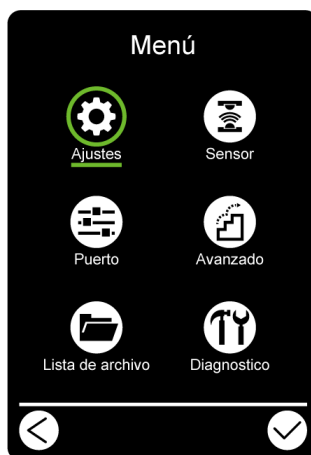 Menú
Ajustes
Sensor
Puerto
Avanzado
Lista de archivo
Diagnostico